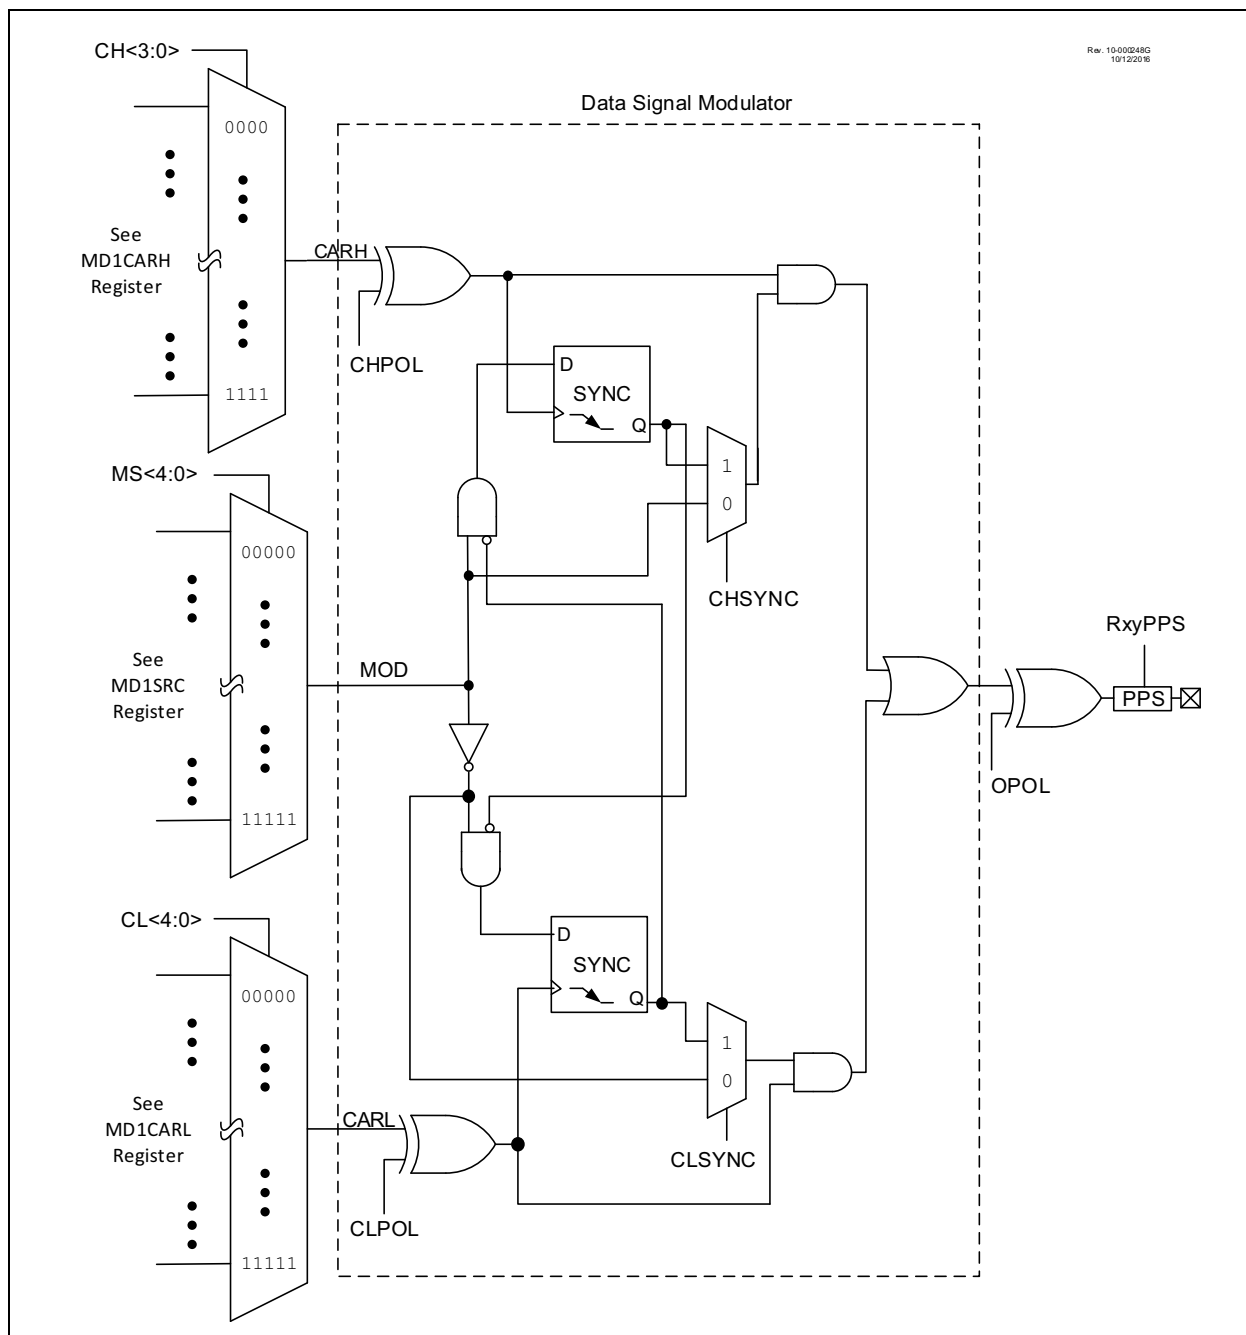 CH<3:0>
Rev. 10-000248G
10/12/2016
Data Signal Modulator
0000
See
MD1CARH
Register
CARH
CHPOL
1111
D
SYNC
Q
1
0
CHSYNC
MS<4:0>
00000
See
MD1SRC
Register
MOD
11111
RxyPPS
PPS
OPOL
CL<4:0>
00000
See
MD1CARL
Register
CARL
CLPOL
11111
D
SYNC
Q
1
0
CLSYNC